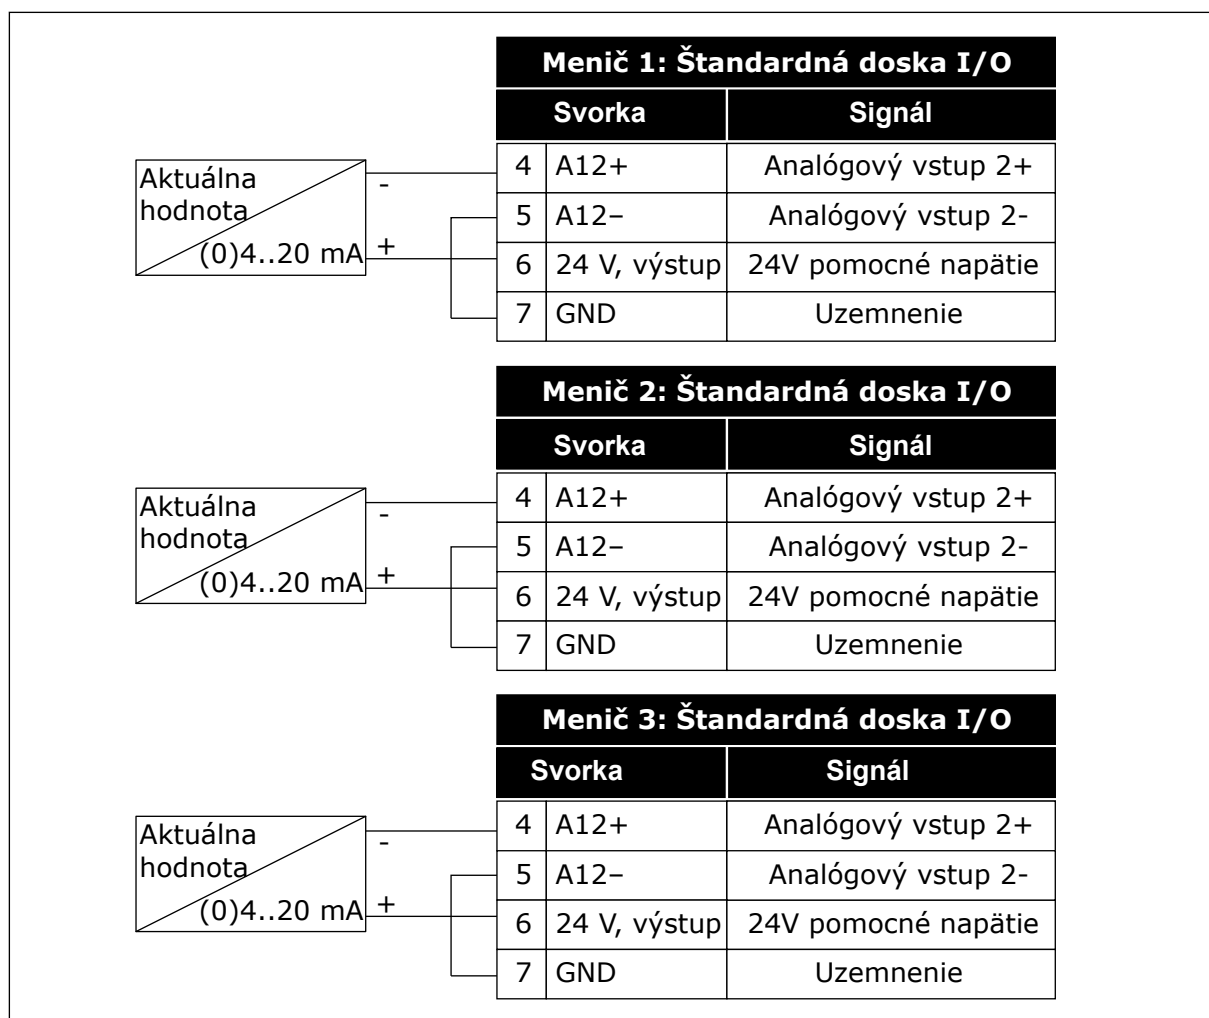 Menič 1: Štandardná doska I/O
Svorka Signál
Aktuálna
hodnota
(0)4..20 mA
-
+
4 A12+ Analógový vstup 2+
5 A12– Analógový vstup 2-
6 24 V, výstup 24V pomocné napätie
7 GND Uzemnenie
Menič 2: Štandardná doska I/O
Svorka Signál
Aktuálna
hodnota
(0)4..20 mA
-
+
4 A12+ Analógový vstup 2+
5 A12– Analógový vstup 2-
6 24 V, výstup 24V pomocné napätie
7 GND Uzemnenie
Menič 3: Štandardná doska I/O
Svorka Signál
Aktuálna
hodnota
(0)4..20 mA
-
+
4 A12+ Analógový vstup 2+
5 A12– Analógový vstup 2-
6 24 V, výstup 24V pomocné napätie
7 GND Uzemnenie